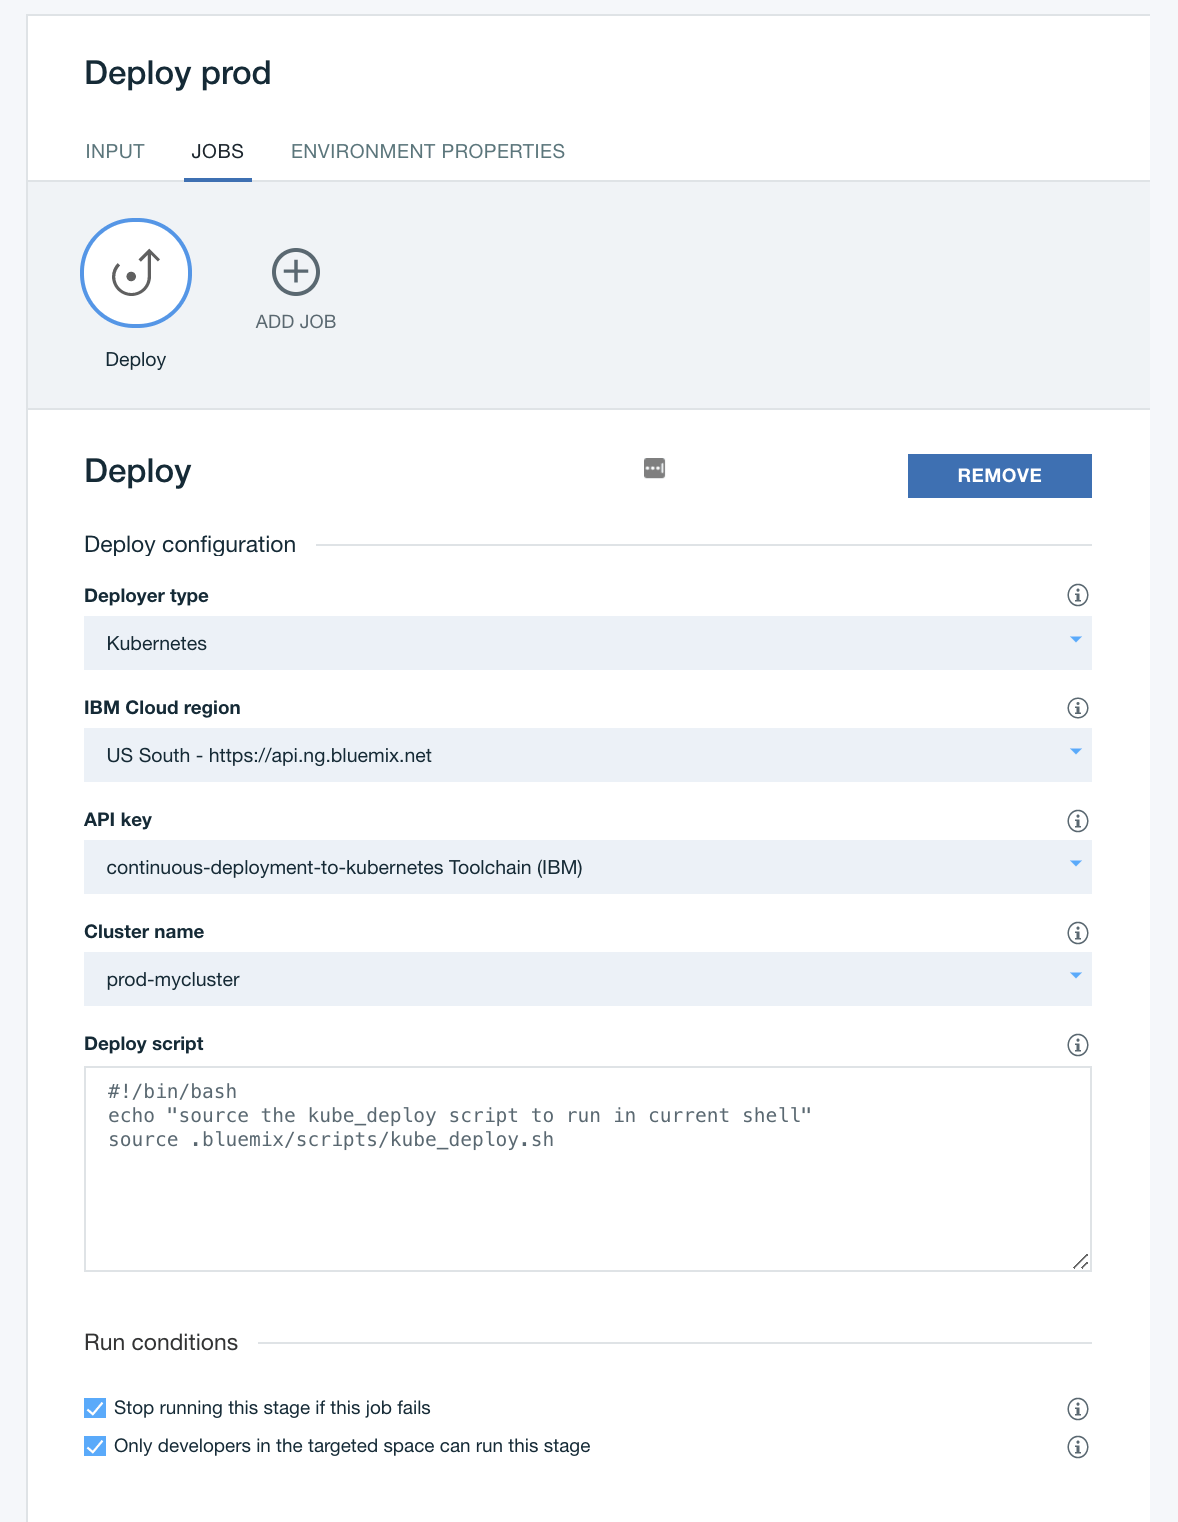 Deploy prod
INPUT JOBS ENVIRONMENT PROPERTIES
Deploy
ADD JOB
Deploy
REMOVE
Deploy configuration
Deployer type
Kubernetes
IBM Cloud region
US South - https://api.ng.bluemix.net
API key
continuous-deployment-to-kubernetes Toolchain (IBM)
Cluster name
prod-mycluster
Deploy script
#!/bin/bash
echo "source the kube_deploy script to run in current shell"
source .bluemix/scripts/kube_deploy.sh
Run conditions
Stop running this stage if this job fails
Only developers in the targeted space can run this stage